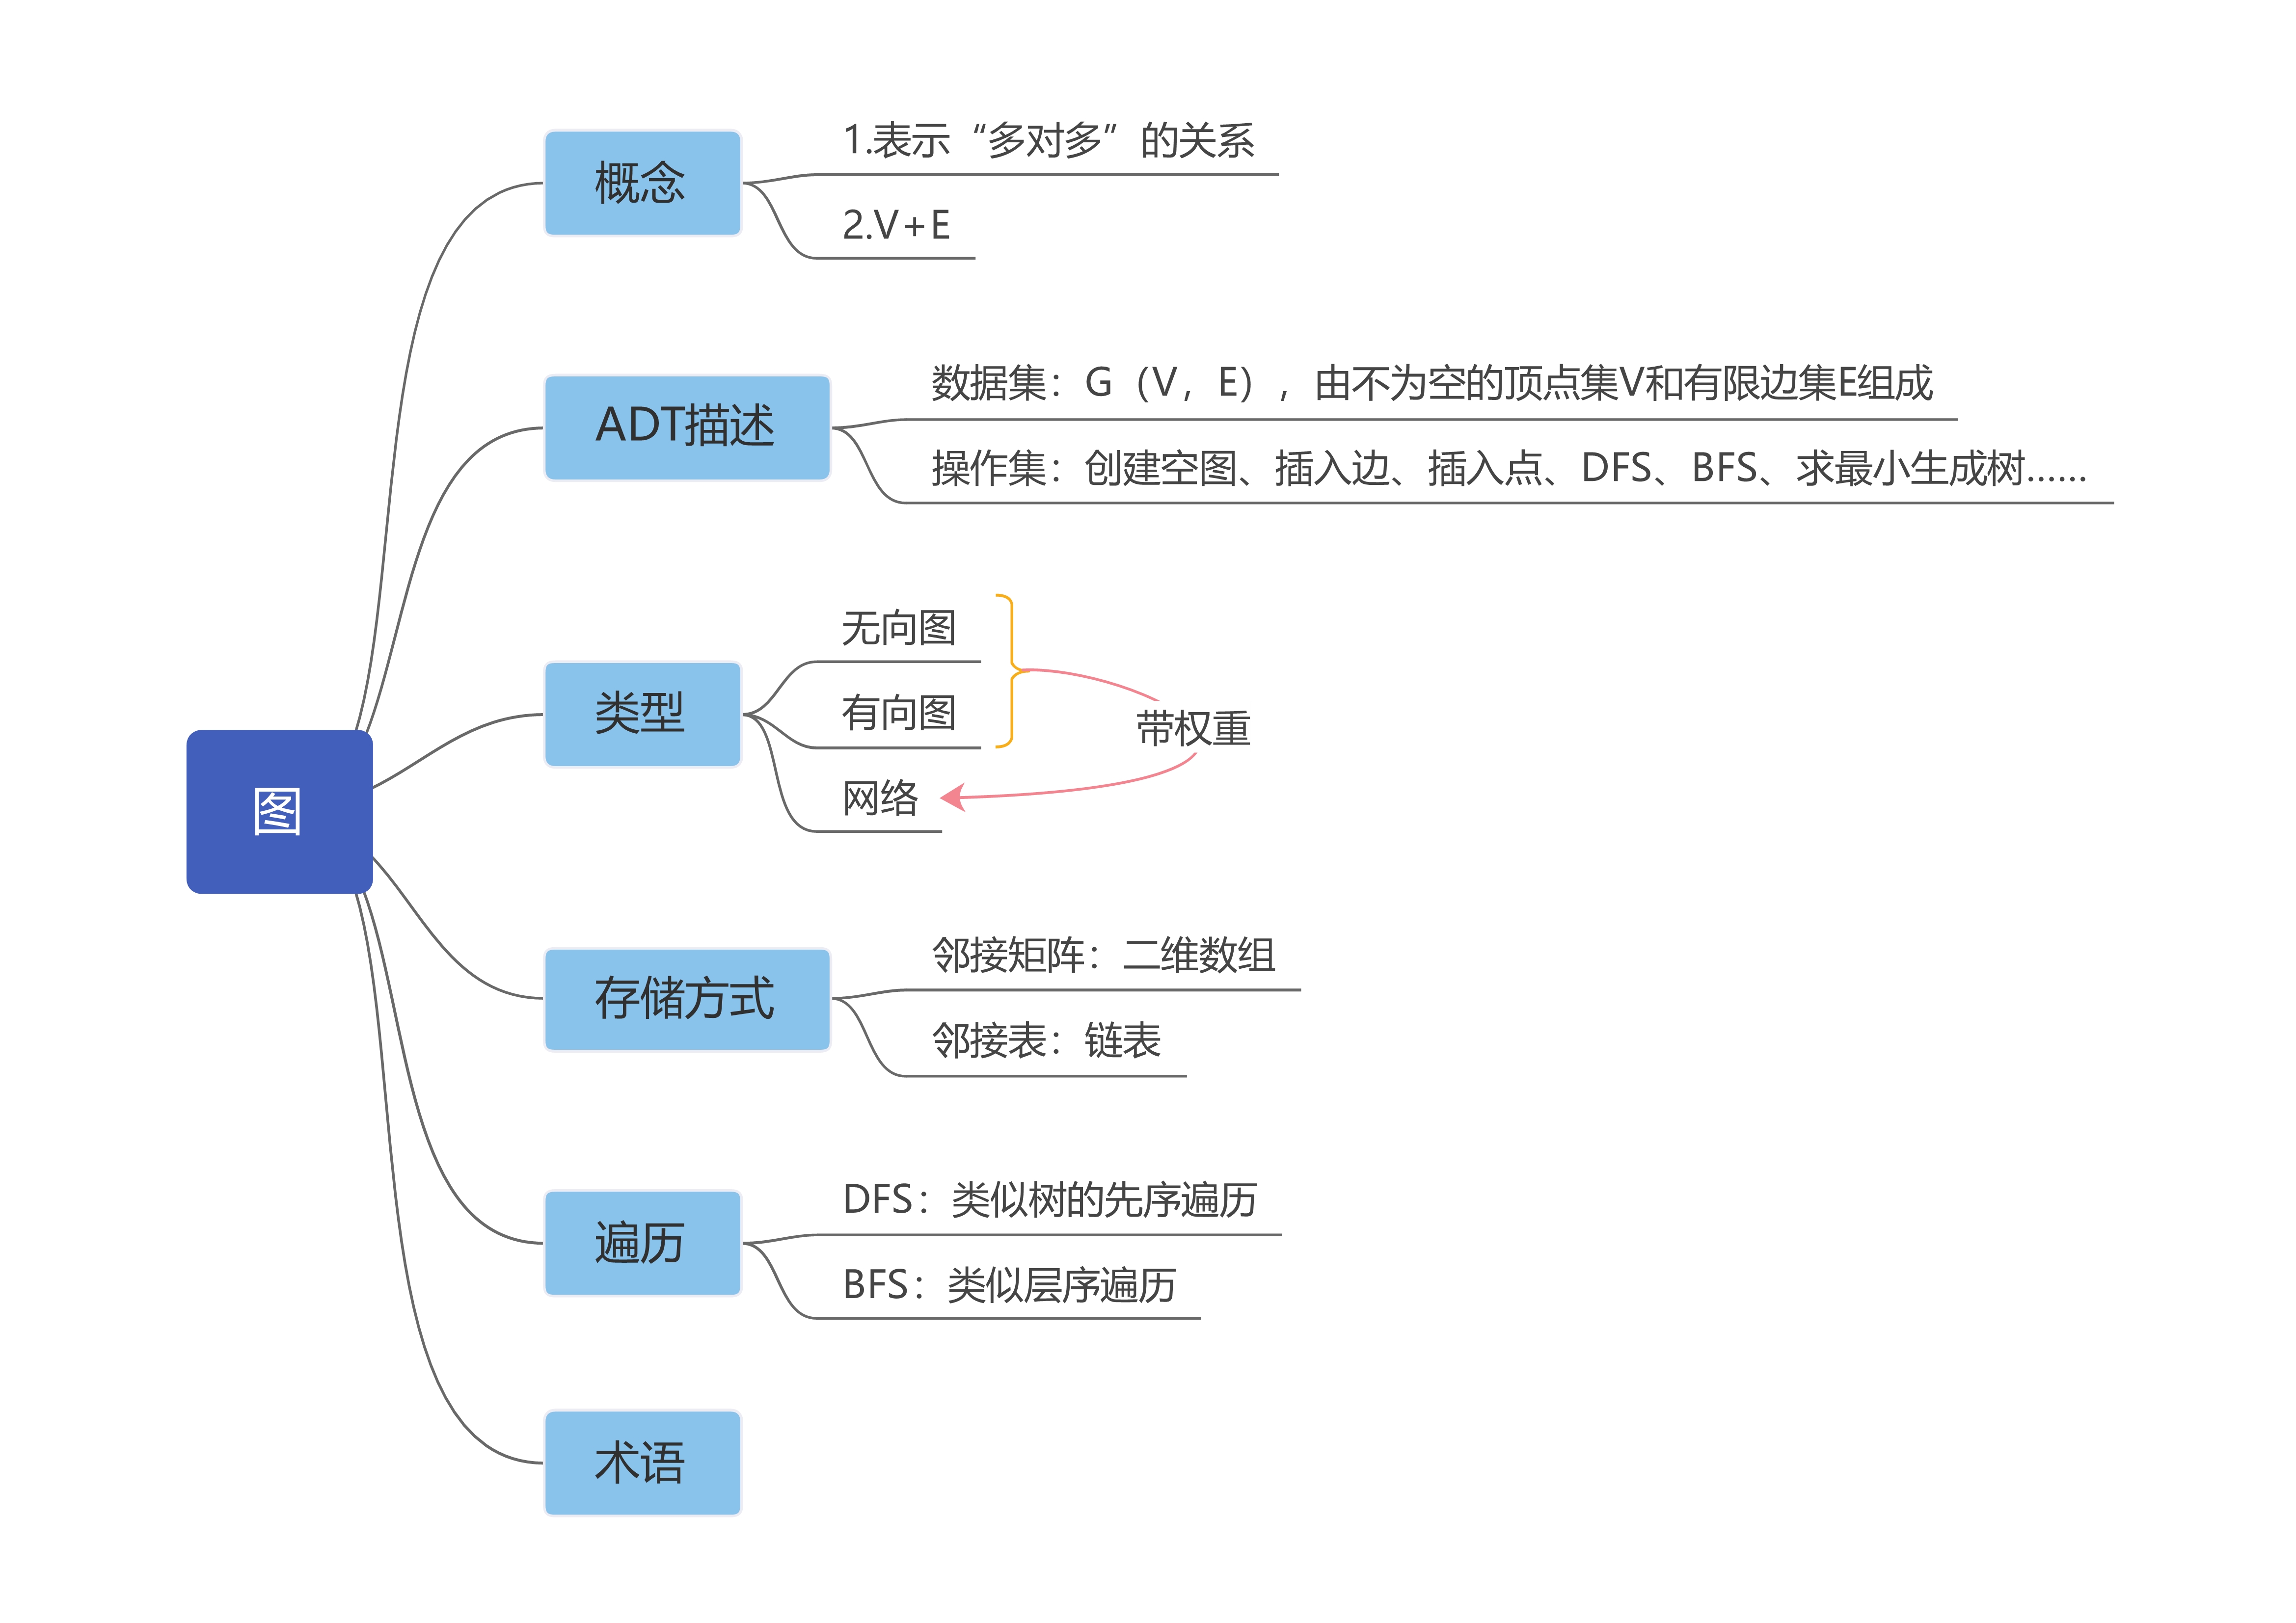 图
概念
1.表示“多对多”的关系
2.V+E
ADT描述
数据集：G（V，E），由不为空的顶点集V和有限边集E组成
操作集：创建空图、插入边、插入点、DFS、BFS、求最小生成树……
类型
无向图
有向图
网络
带权重
存储方式
邻接矩阵：二维数组
邻接表：链表
遍历
DFS：类似树的先序遍历
BFS：类似层序遍历
术语